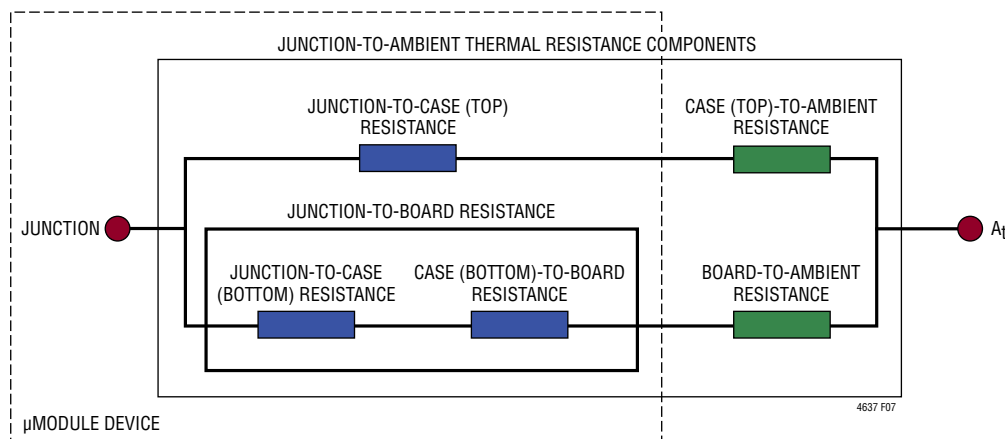 JUNCTION-TO-AMBIENT THERMAL RESISTANCE COMPONENTS
JUNCTION-TO-CASE (TOP)
RESISTANCE
CASE (TOP)-TO-AMBIENT
RESISTANCE
JUNCTION
JUNCTION-TO-BOARD RESISTANCE
At
JUNCTION-TO-CASE
(BOTTOM) RESISTANCE
CASE (BOTTOM)-TO-BOARD
RESISTANCE
BOARD-TO-AMBIENT
RESISTANCE
4637 F07
µMODULE DEVICE